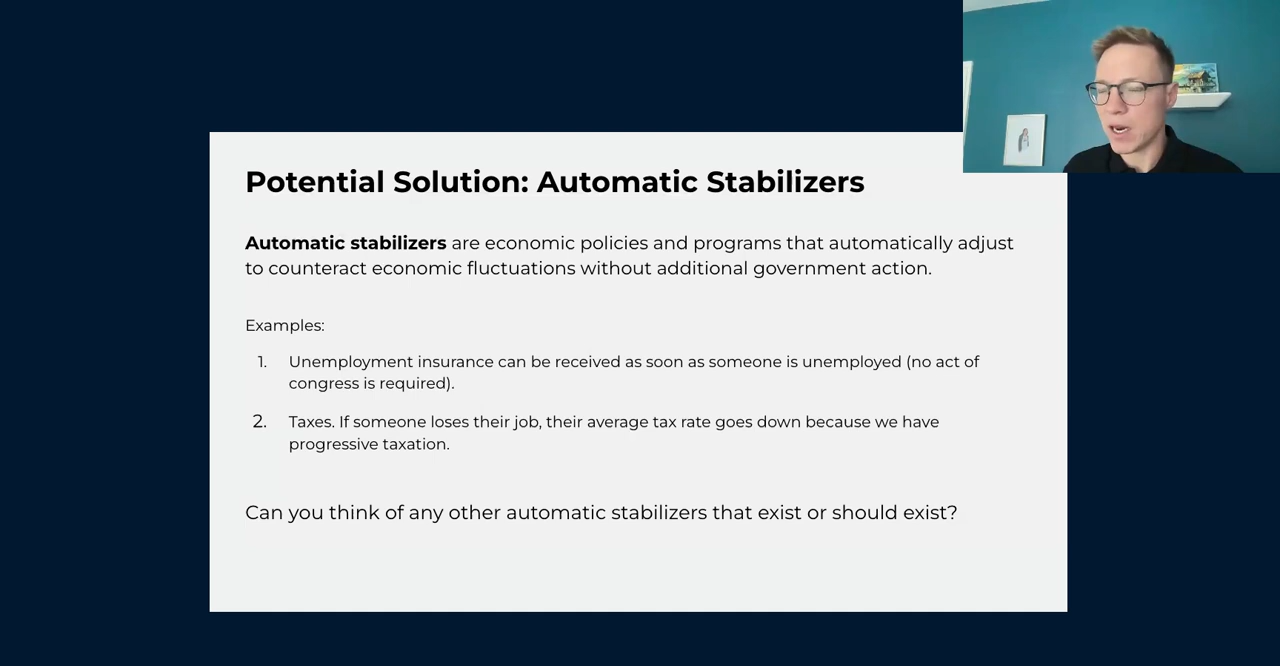 Potential Solution: Automatic Stabilizers
Automatic stabilizers are economic policies and programs that automatically adjust
to counteract economic fluctuations without additional government action.
Examples:
1. Unemployment insurance can be received as soon as someone is unemployed (no act of
congress is required).
2. Taxes. If someone loses their job, their average tax rate goes down because we have
progressive taxation.
Can you think of any other automatic stabilizers that exist or should exist?